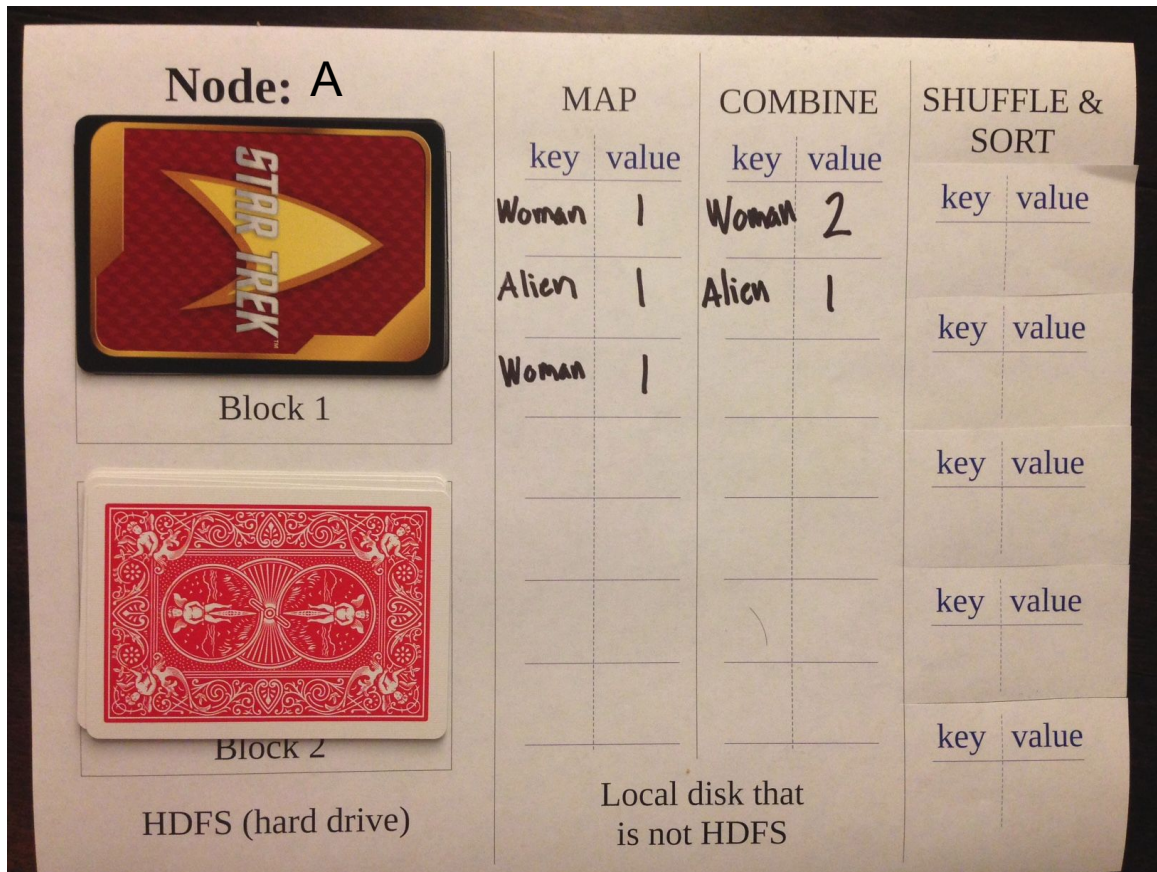 Node: A
STAR TREK™
Block 1
Block 2
HDFS (hard drive)
MAP
key value
Woman 1
Alien 1
Woman 1
COMBINE
key value
Woman 2
Alien 1
Local disk that
is not HDFS
SHUFFLE &
SORT
key value
key value
key value
key value
key value